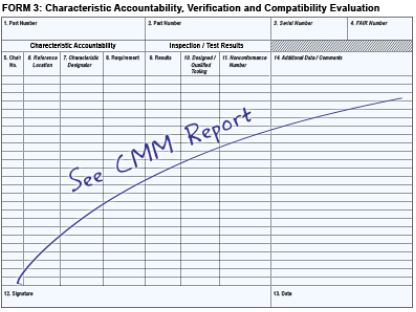 FORM 3: Characteristic Accountability, Verification and Compatibility Evaluation
1. Part Number
2. Part Number
3. Serial Number
4. FAIR Number
Characteristic Accountability
Inspection / Test Results
5. Char No.
6. Reference Location
7. Characteristic Designator
8. Requirement
9. Results
10. Designed / Qualified Tooling
11. Nonconformance Number
14. Additional Data / Comments
See CMM Report
12. Signature
13. Date